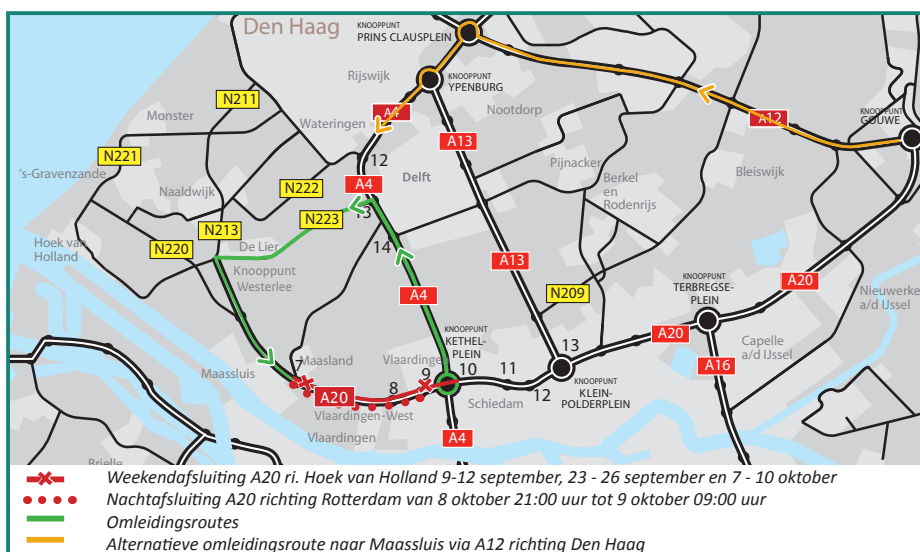 Den Haag
KNOOPPUNT
PRINS CLAUSPLEIN
Rijswijk
KNOOPPUNT
YPENBURG
N211
Nootdorp
A4
A12
KNOOPPUNT
GOUWE
Monster
Wateringen
A13
N221
12
Pijnacker
Bleiswijk
's-Gravenzande
Delft
Berkel
en
Rodenrijs
Naaldwijk
N222
A4
13
N223
N213
N220
De Lier
14
Hoek van
Holland
Knooppunt
Westerlee
A13
A4
N209
KNOOPPUNT
TERBREGSE-
PLEIN
A20
Nieuwerke
a/d IJssel
KNOOPPUNT
KETHEL-
PLEIN
A20
13
Capelle
a/d IJssel
Maassluis
7
Maasland
Vlaardinge
9
10
11
A16
A20
8
12
KNOOPPUNT
KLEIN-
POLDERPLEIN
Schiedam
Vlaardingen-West
Vlaardingen
A4
Brielle
Weekendafsluiting A20 ri. Hoek van Holland 9-12 september, 23 - 26 september en 7 - 10 oktober
Nachtafsluiting A20 richting Rotterdam van 8 oktober 21:00 uur tot 9 oktober 09:00 uur
Omleidingsroutes
Alternatieve omleidingsroute naar Maassluis via A12 richting Den Haag